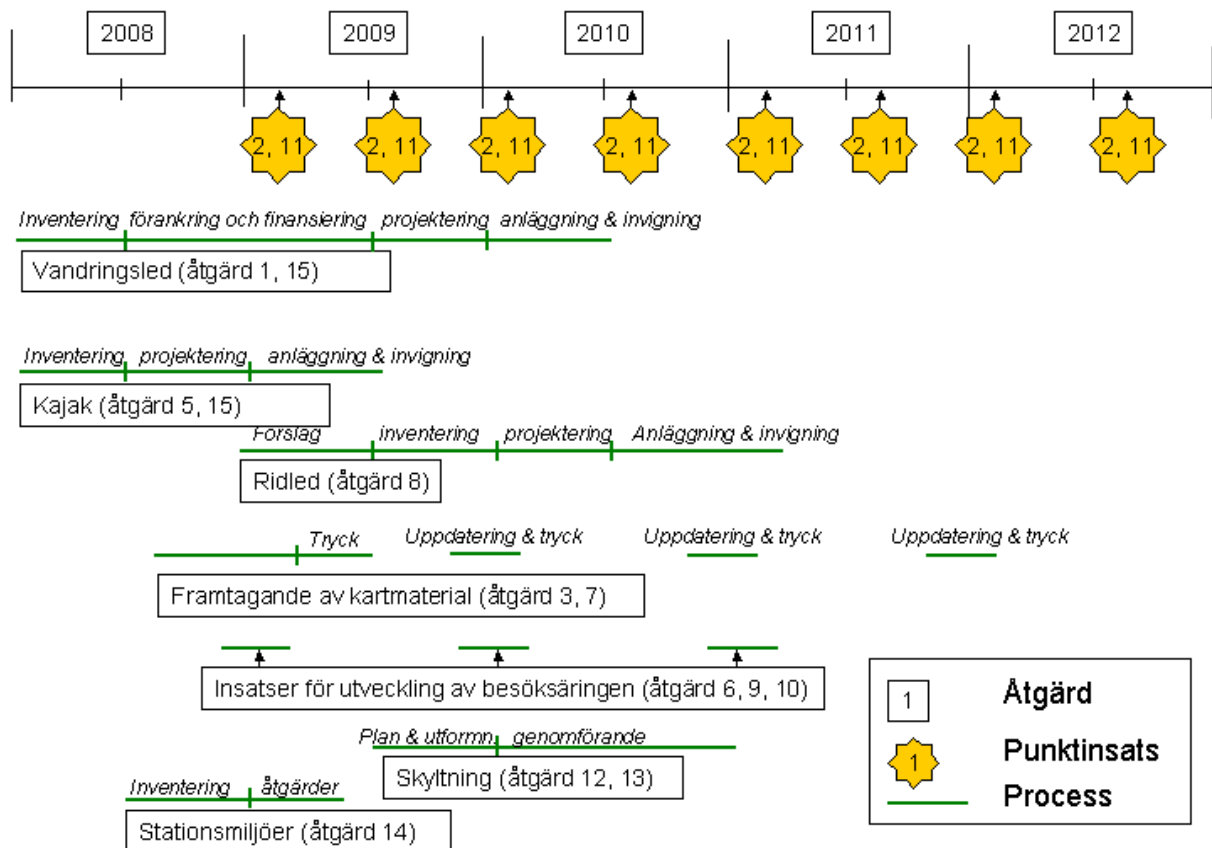 2008 2009 2010 2011 2012
2, 11 2, 11 2, 11 2, 11 2, 11 2, 11 2, 11 2, 11
Inventering förankring och finansiering projektering anläggning & invigning
Vandringsled (åtgärd 1, 15)
Inventering projektering anläggning & invigning
Kajak (åtgärd 5, 15)
Förslag inventering projektering Anläggning & invigning
Ridled (åtgärd 8)
Tryck Uppdatering & tryck Uppdatering & tryck Uppdatering & tryck
Framtagande av kartmaterial (åtgärd 3, 7)
Insatser för utveckling av besöksäringen (åtgärd 6, 9, 10)
Plan & utformn. genomförande
Skyltning (åtgärd 12, 13)
Inventering åtgärder
Stationsmiljöer (åtgärd 14)
1 Åtgärd
1 Punktinsats
Process